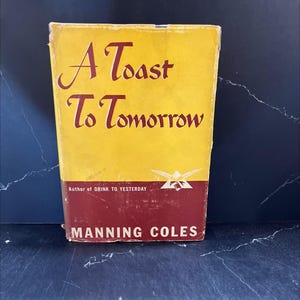 A Toast
To Tomorrow
Author of DRINK TO YESTERDAY
MANNING COLES